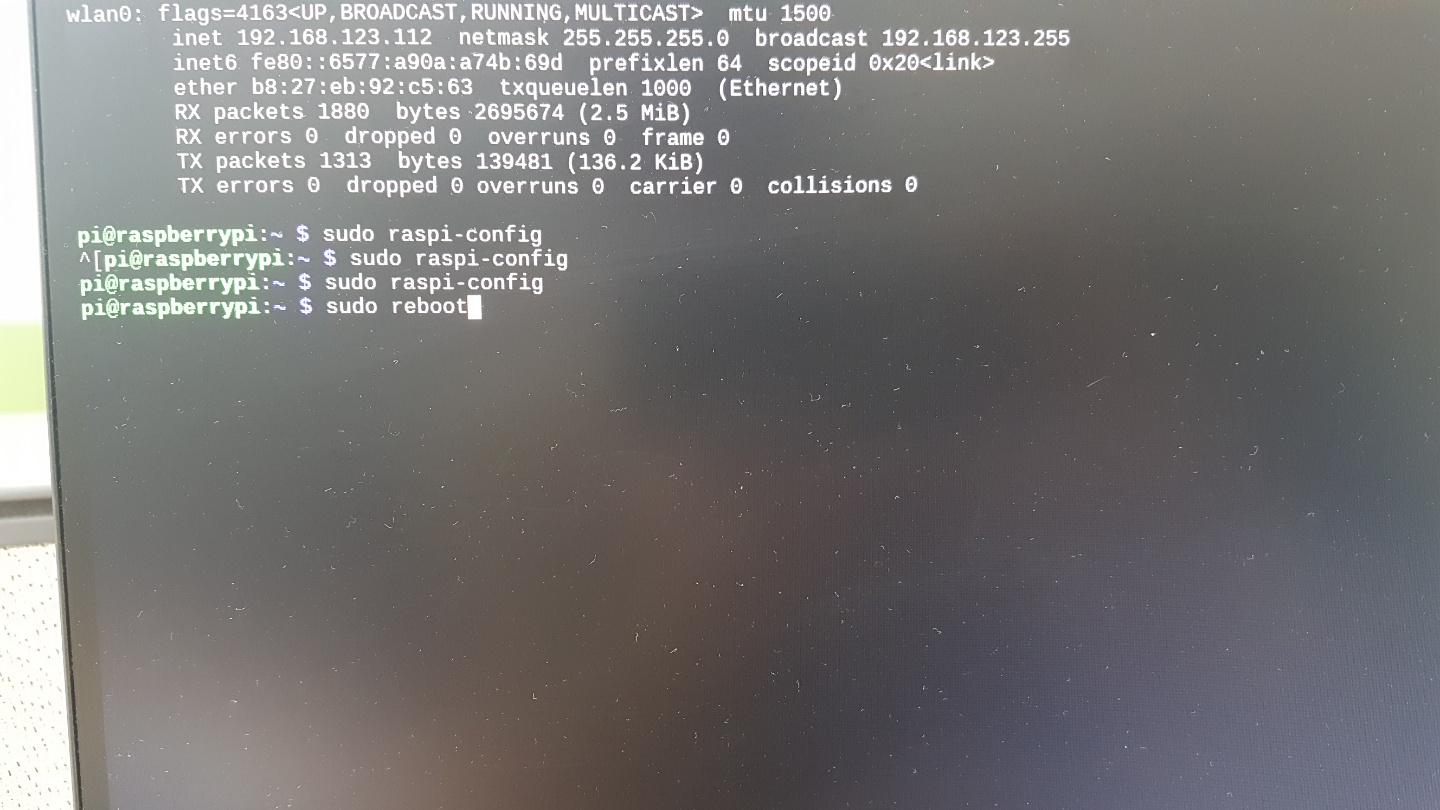 wlan0: flags=4163<UP,BROADCAST,RUNNING,MULTICAST>  mtu 1500
        inet 192.168.123.112  netmask 255.255.255.0  broadcast 192.168.123.255
        inet6 fe80::6577:a90a:a74b:69d  prefixlen 64  scopeid 0x20<link>
        ether b8:27:eb:92:c5:63  txqueuelen 1000  (Ethernet)
        RX packets 1880  bytes 2695674 (2.5 MiB)
        RX errors 0  dropped 0  overruns 0  frame 0
        TX packets 1313  bytes 139481 (136.2 KiB)
        TX errors 0  dropped 0 overruns 0  carrier 0  collisions 0
pi@raspberrypi:~ $ sudo raspi-config
^[pi@raspberrypi:~ $ sudo raspi-config
pi@raspberrypi:~ $ sudo raspi-config
pi@raspberrypi:~ $ sudo reboot